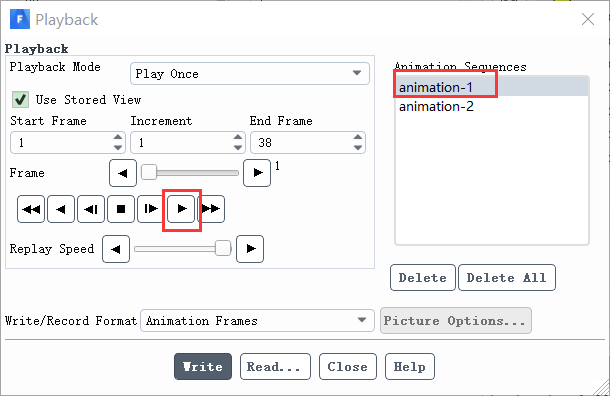 Playback
Playback
Playback Mode
Play Once
Use Stored View
Start Frame Increment End Frame
1 1 38
Frame 1
Replay Speed
Animation Sequences
animation-1
animation-2
Delete Delete All
Write/Record Format Animation Frames Picture Options...
Write Read... Close Help